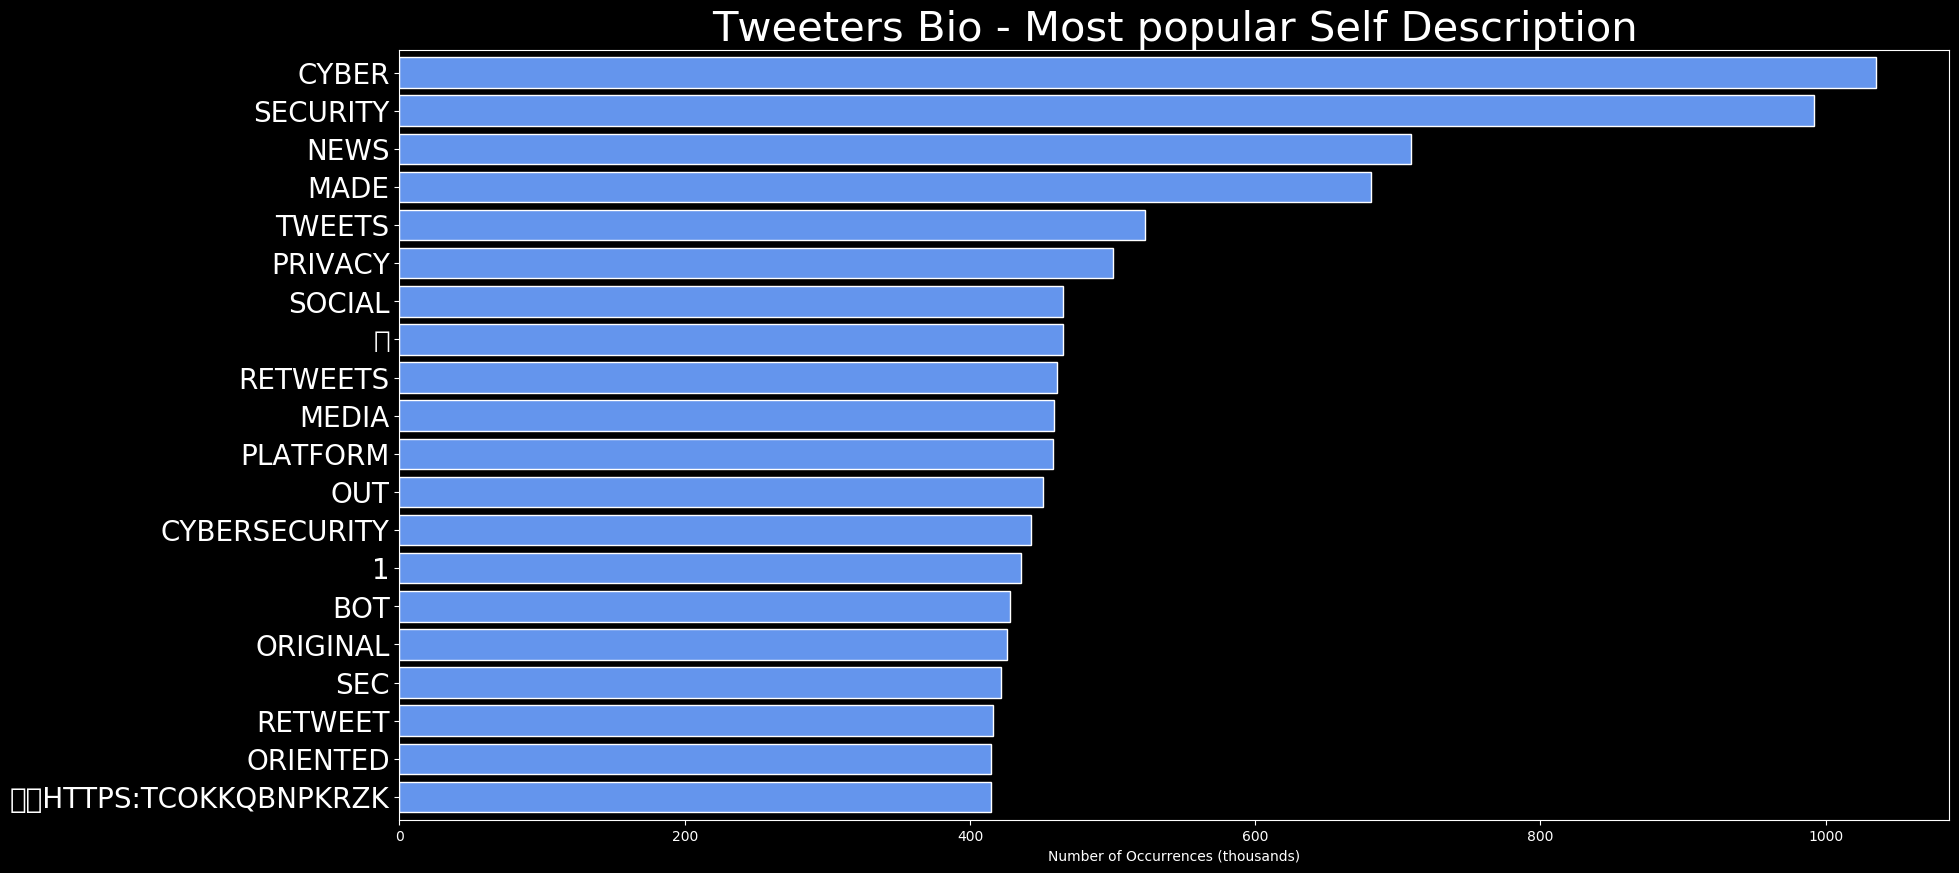 Tweeters Bio - Most popular Self Description
CYBER
SECURITY
NEWS
MADE
TWEETS
PRIVACY
SOCIAL
RETWEETS
MEDIA
PLATFORM
OUT
CYBERSECURITY
1
BOT
ORIGINAL
SEC
RETWEET
ORIENTED
HTTPS:TCOKKQBNPKRZK
0 200 400 600 800 1000
Number of Occurrences (thousands)